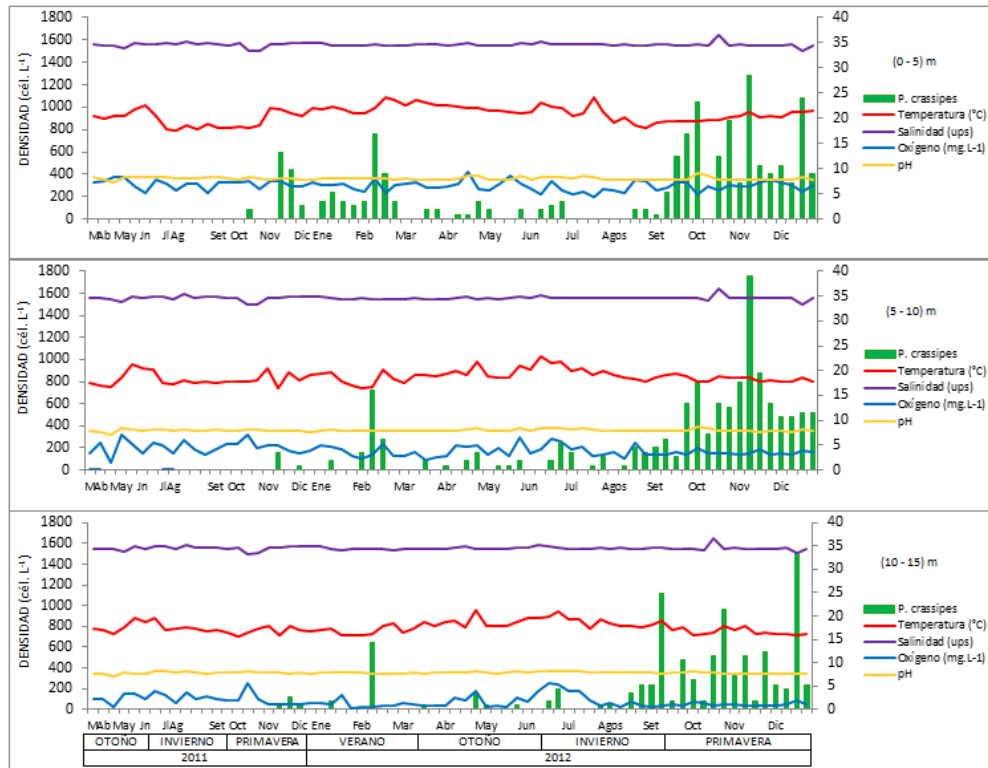 1800 40
1600 35
(0 - 5) m
1400 30
1200 25
P. crassipes
1000
800 20
Temperatura (°C)
600 15
Salinidad (ups)
400 10
Oxígeno (mg.L-1)
200 5
pH
0 0
DENSIDAD (cél. L⁻¹)
Ab May Jn Jl Ag Set Oct Nov Dic Ene Feb Mar Abr May Jun Jul Agos Set Oct Nov Dic
1800 40
1600 35
(5 - 10) m
1400 30
1200 25
P. crassipes
1000
800 20
Temperatura (°C)
600 15
Salinidad (ups)
400 10
Oxígeno (mg.L-1)
200 5
pH
0 0
DENSIDAD (cél. L⁻¹)
Ab May Jn Jl Ag Set Oct Nov Dic Ene Feb Mar Abr May Jun Jul Agos Set Oct Nov Dic
1800 40
1600 35
(10 - 15) m
1400 30
1200 25
P. crassipes
1000
800 20
Temperatura (°C)
600 15
Salinidad (ups)
400 10
Oxígeno (mg.L-1)
200 5
pH
0 0
DENSIDAD (cél. L⁻¹)
Ab May Jn Jl Ag Set Oct Nov Dic Ene Feb Mar Abr May Jun Jul Agos Set Oct Nov Dic
OTOÑO INVIERNO PRIMAVERA VERANO OTOÑO INVIERNO PRIMAVERA
2011 2012